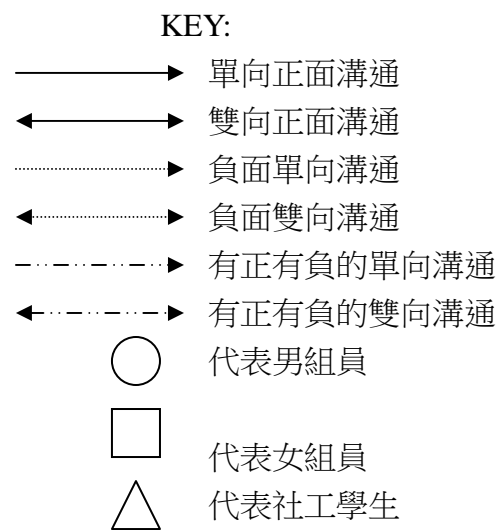 KEY:
單向正面溝通
雙向正面溝通
負面單向溝通
負面雙向溝通
有正有負的單向溝通
有正有負的雙向溝通
代表男組員
代表女組員
代表社工學生